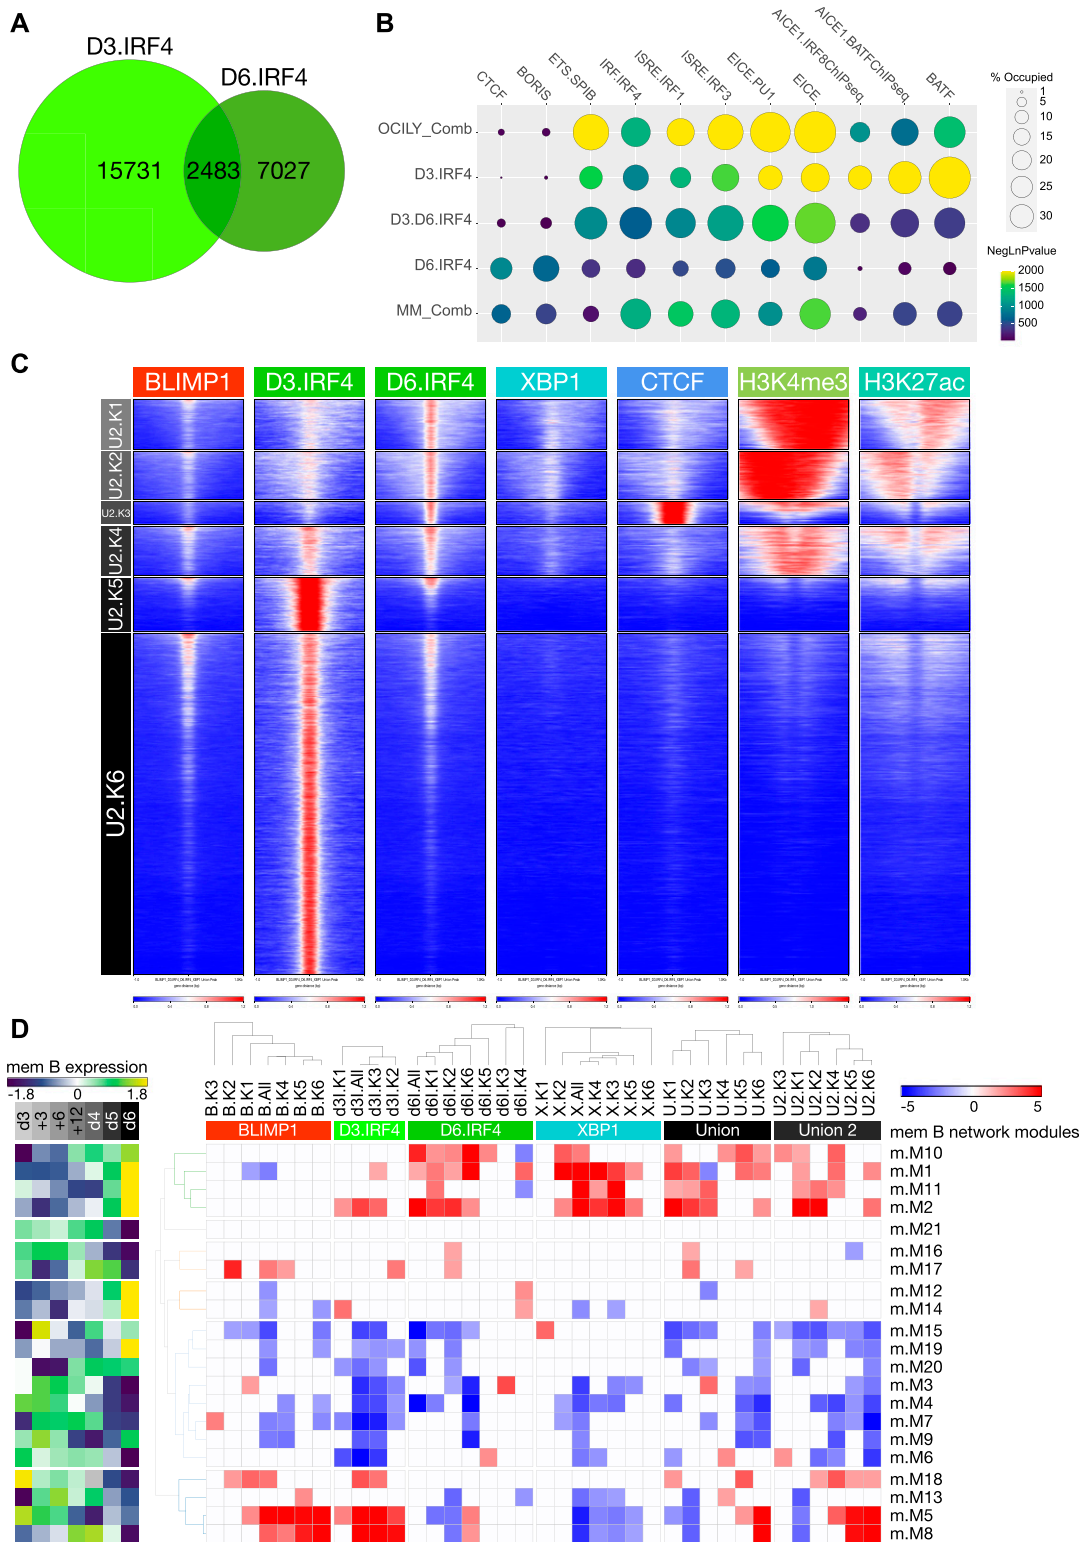 A
D3.IRF4
D6.IRF4
15731
2483
7027
B
CTCF
BORIS
ETS.SPIB
IRF.IRF4
ISRE.IRF1
ISRE.IRF3
EICE.PU1
EICE
AICE1.IRF8ChIPseq
AICE1.BATFChIPseq
BATF
OCILY_Comb
D3.IRF4
D3.D6.IRF4
D6.IRF4
MM_Comb
% Occupied
1
5
10
15
20
25
30
NegLnPvalue
2000
1500
1000
500
C
BLIMP1 D3.IRF4 D6.IRF4 XBP1 CTCF H3K4me3 H3K27ac
U2.K1
U2.K2
U2.K3
U2.K4
U2.K5
U2.K6
D
mem B expression
-1.8 0 1.8
d3 +3 +6 +12 d4 d5 d6
B.K3 B.K2 B.K1 B.All B.K4 B.K5 B.K6
d3I.K1 d3I.All d3I.K3 d3I.K2
d6I.All d6I.K1 d6I.K2 d6I.K6 d6I.K5 d6I.K3 d6I.K4
X.K1 X.K2 X.All X.K4 X.K3 X.K5 X.K6
U.K1 U.K2 U.K3 U.K4 U.K5 U.K6
U2.K3 U2.K1 U2.K2 U2.K4 U2.K5 U2.K6
BLIMP1 D3.IRF4 D6.IRF4 XBP1 Union Union 2
-5 0 5
mem B network modules
m.M10
m.M1
m.M11
m.M2
m.M21
m.M16
m.M17
m.M12
m.M14
m.M15
m.M19
m.M20
m.M3
m.M4
m.M7
m.M9
m.M6
m.M18
m.M13
m.M5
m.M8